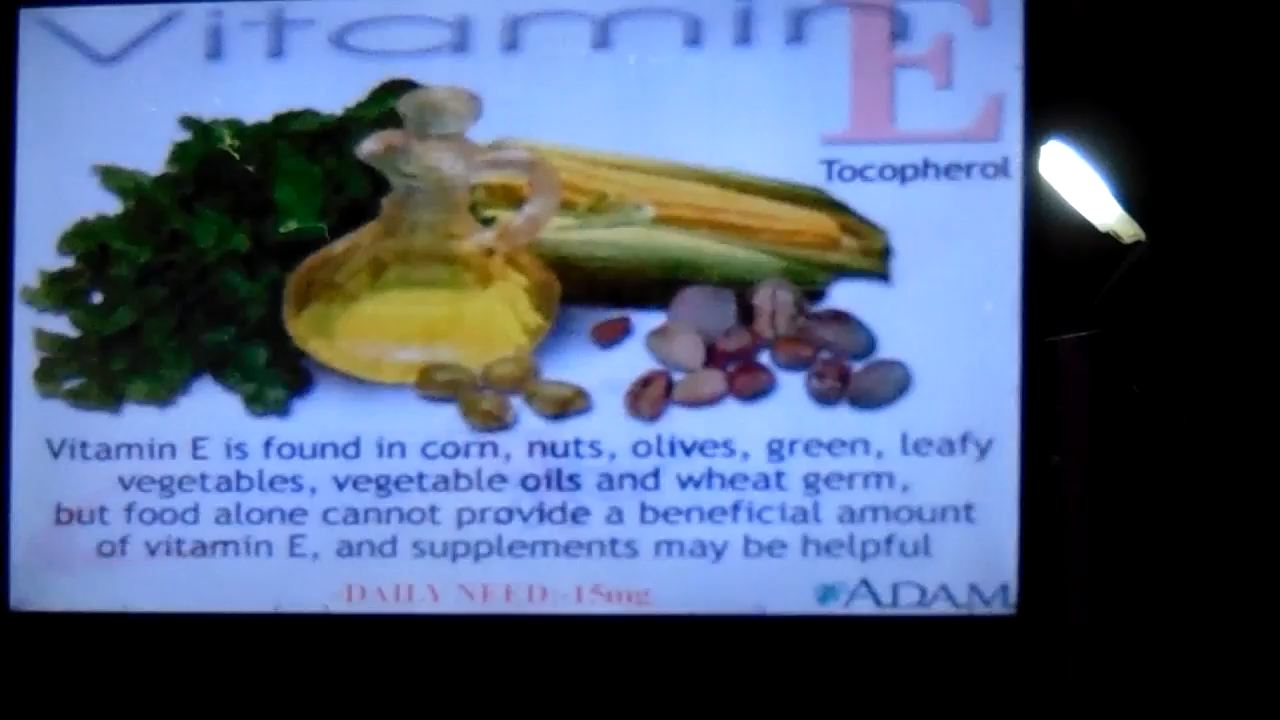 Vitamin E
Tocopherol
Vitamin E is found in corn, nuts, olives, green, leafy
vegetables, vegetable oils and wheat germ,
but food alone cannot provide a beneficial amount
of vitamin E, and supplements may be helpful
DAILY NEED:-15mg
ADAM